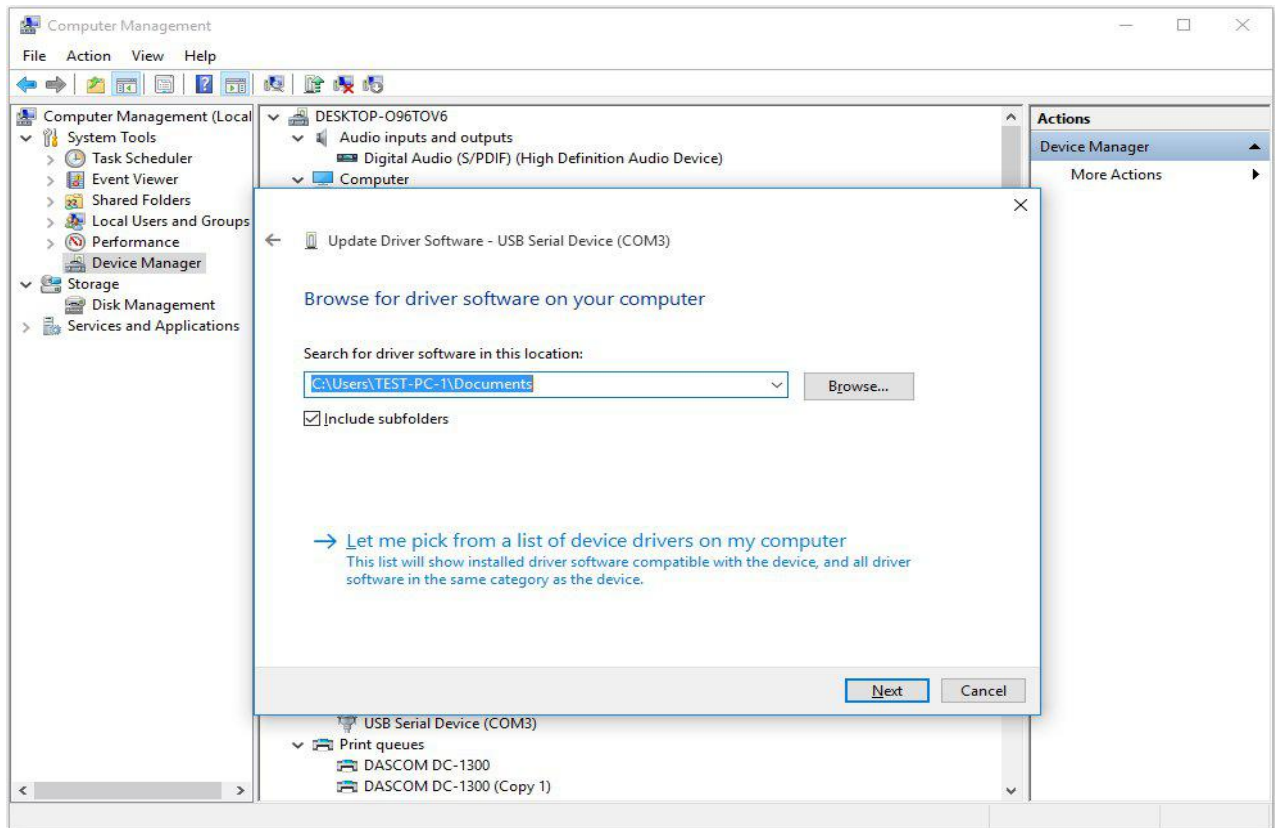 Computer Management
File Action View Help
Computer Management (Local
System Tools
Task Scheduler
Event Viewer
Shared Folders
Local Users and Groups
Performance
Device Manager
Storage
Disk Management
Services and Applications
DESKTOP-O96TOV6
Audio inputs and outputs
Digital Audio (S/PDIF) (High Definition Audio Device)
Computer
Update Driver Software - USB Serial Device (COM3)
Browse for driver software on your computer
Search for driver software in this location:
C:\Users\TEST-PC-1\Documents
Browse...
Include subfolders
Let me pick from a list of device drivers on my computer
This list will show installed driver software compatible with the device, and all driver
software in the same category as the device.
Next Cancel
USB Serial Device (COM3)
Print queues
DASCOM DC-1300
DASCOM DC-1300 (Copy 1)
Actions
Device Manager
More Actions